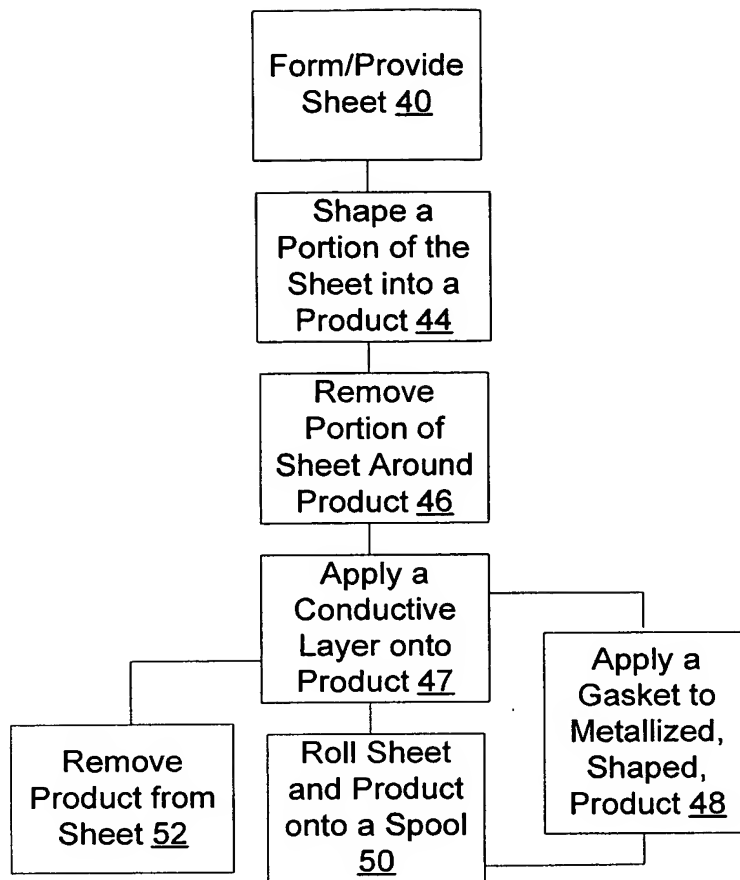 Form/Provide
Sheet 40
Shape a
Portion of the
Sheet into a
Product 44
Remove
Portion of
Sheet Around
Product 46
Apply a
Conductive
Layer onto
Product 47
Remove
Product from
Sheet 52
Roll Sheet
and Product
onto a Spool
50
Apply a
Gasket to
Metallized,
Shaped,
Product 48